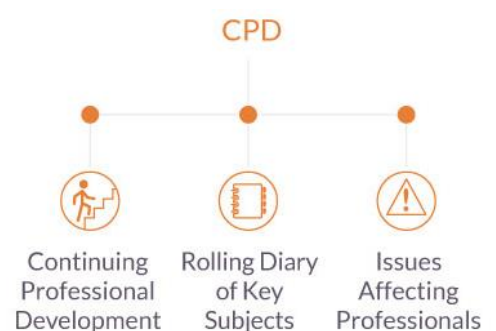 CPD
Continuing
Professional
Development
Rolling Diary
of Key
Subjects
Issues
Affecting
Professionals